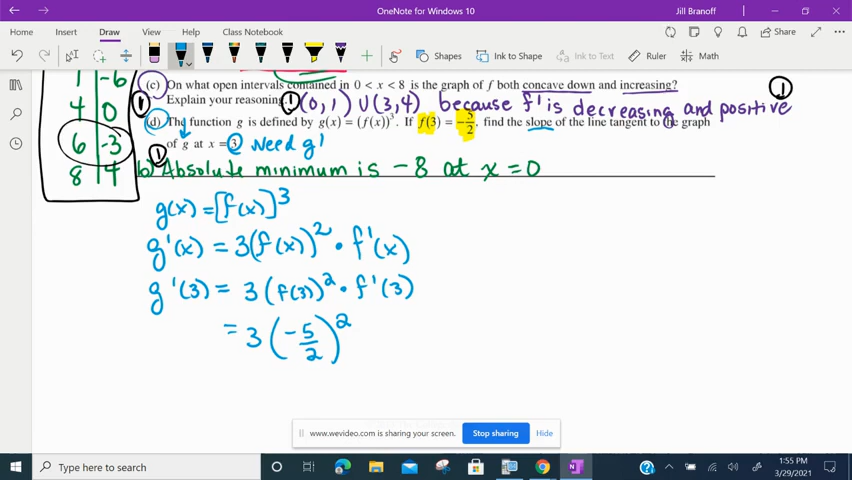 OneNote for Windows 10
Jill Branoff
Home Insert Draw View Help Class Notebook
Share
Shapes Ink to Shape Ink to Text Ruler Math
1 -6
4 0
6 -3
8 4
(c) On what open intervals contained in 0 < x < 8 is the graph of f both concave down and increasing?
Explain your reasoning.
① ① (0,1) ∪ (3,4) because f' is decreasing and positive ①
(d) The function g is defined by g(x) = (f(x))³. If f(3) = -5/2, find the slope of the line tangent to the graph
of g at x = 3.
① @ Need g'
b) Absolute minimum is -8 at x = 0
g(x) = [f(x)]³
g'(x) = 3(f(x))² • f'(x)
g'(3) = 3(f(3))² • f'(3)
= 3(-5/2)²
www.wevideo.com is sharing your screen. Stop sharing Hide
Type here to search
1:55 PM
3/29/2021